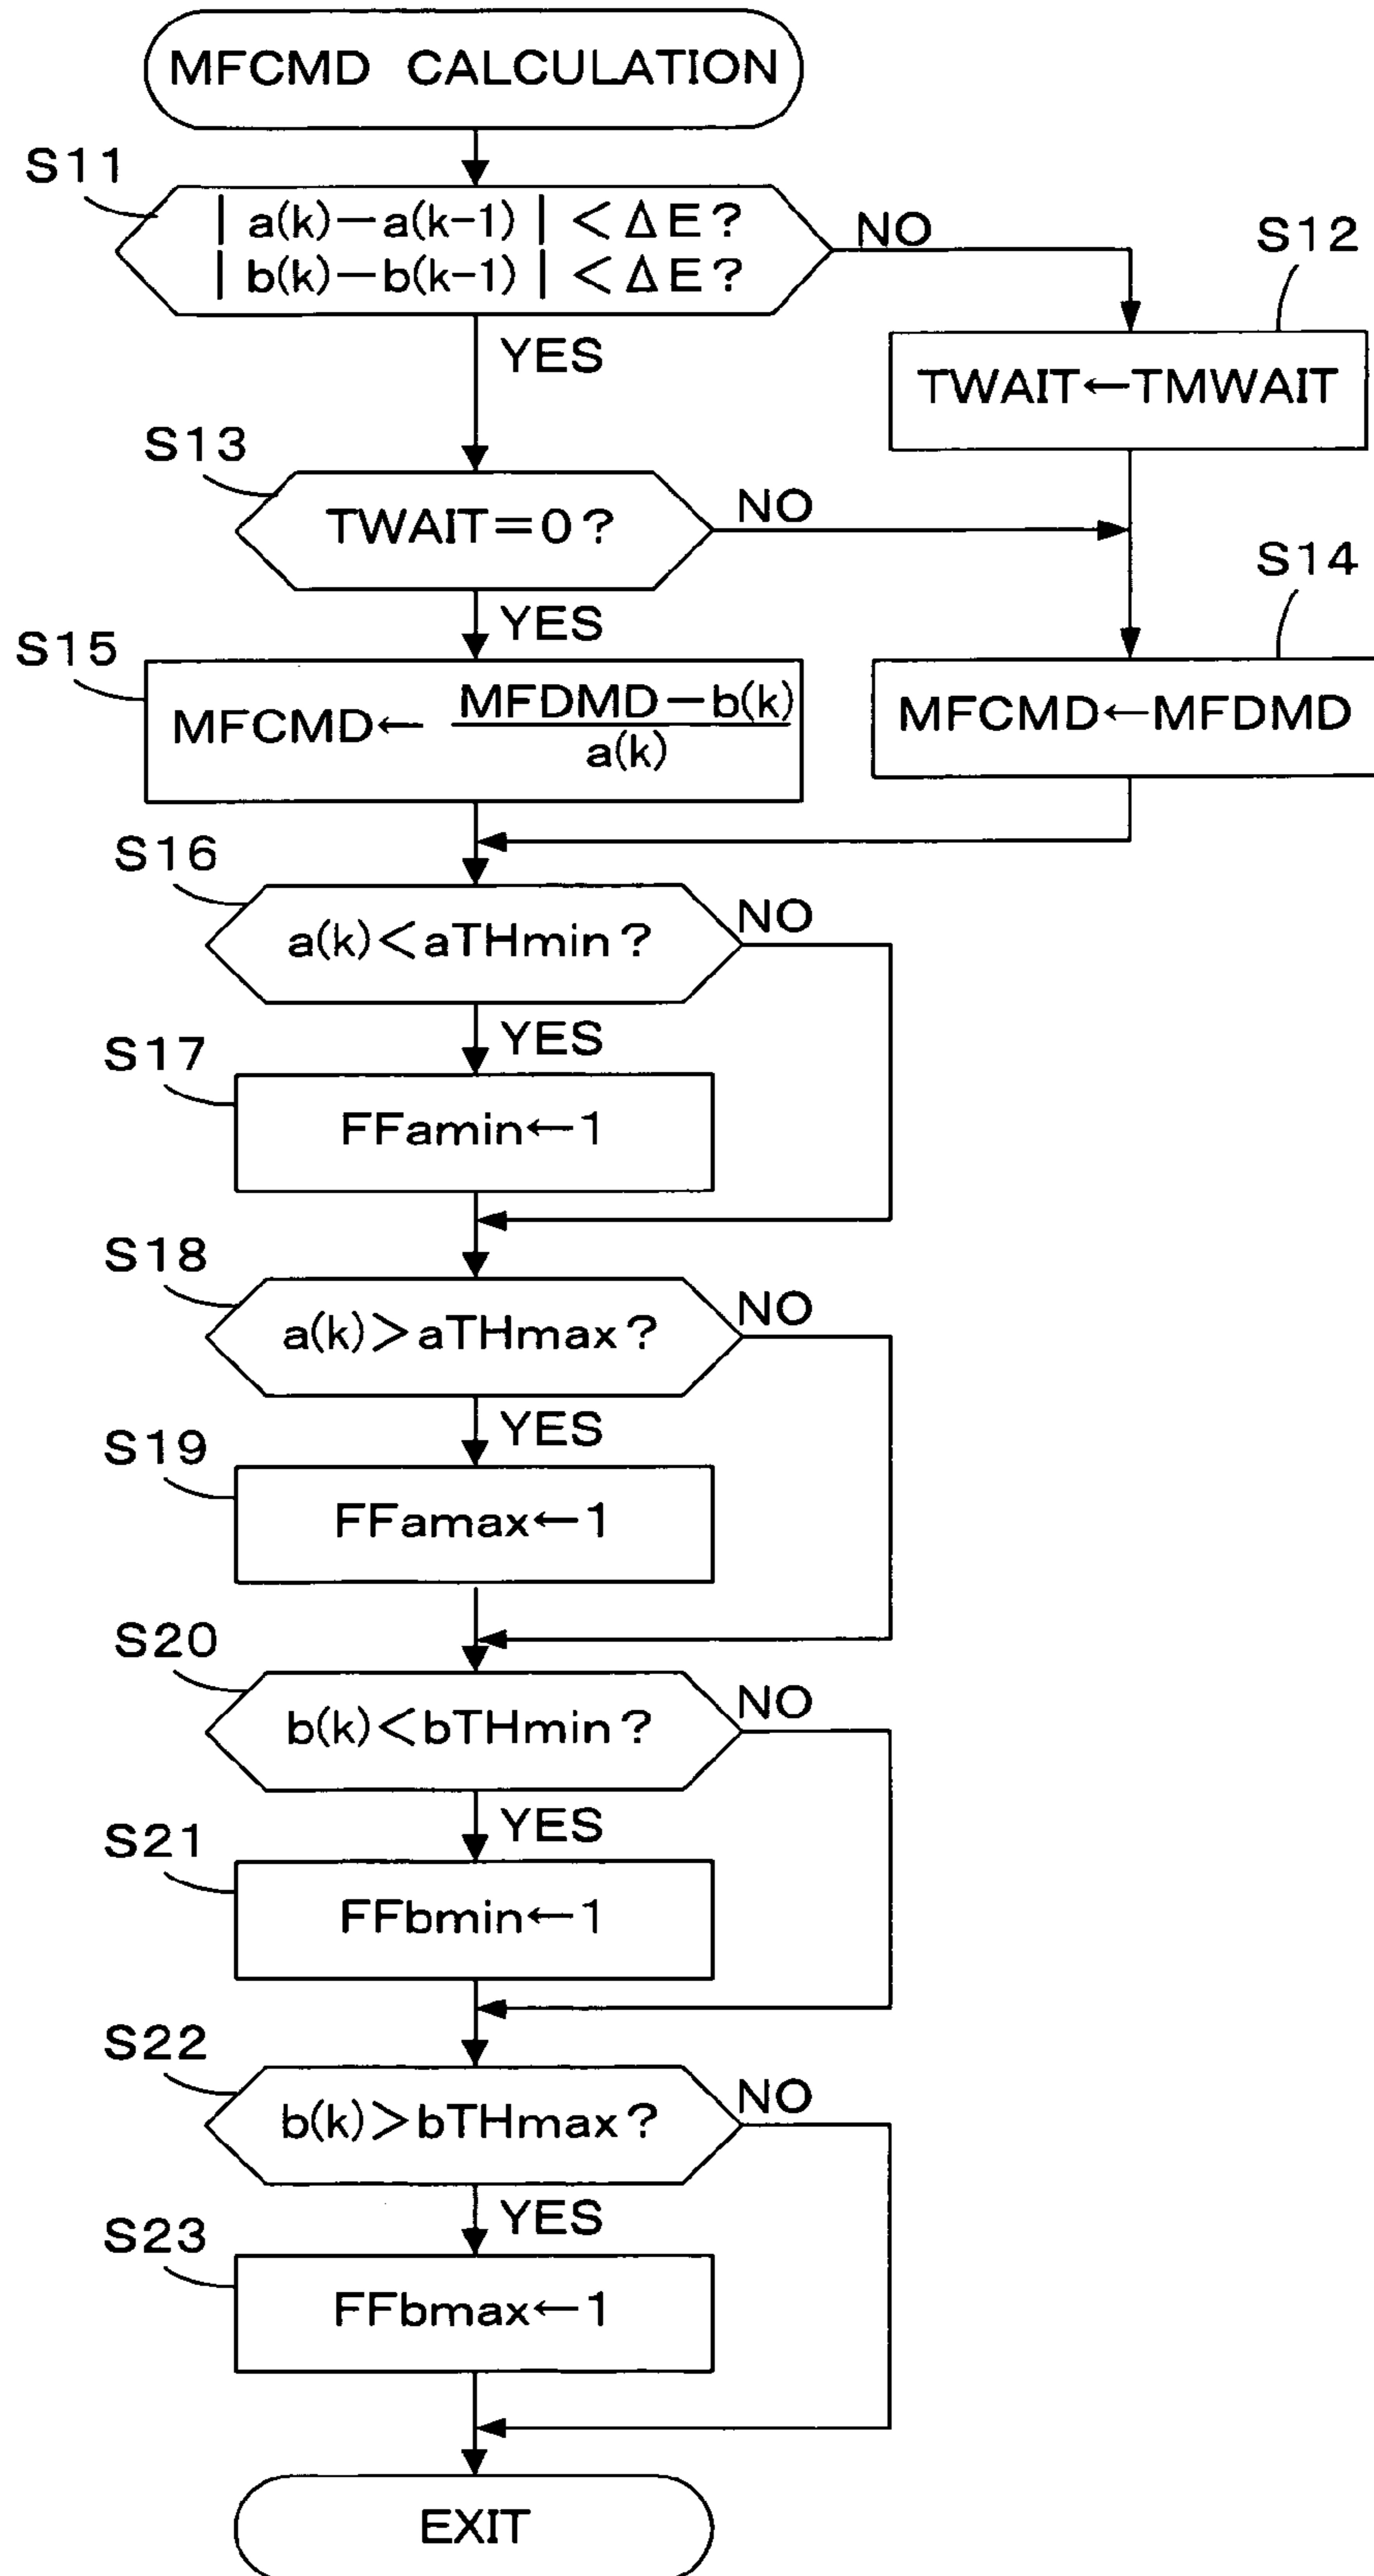 MFCMD CALCULATION
S11
| a(k)－a(k-1) | ＜ΔE？
| b(k)－b(k-1) | ＜ΔE？
NO
S12
YES
TWAIT←TMWAIT
S13
TWAIT＝0？
NO
S14
YES
S15
MFCMD← MFDMD－b(k)
a(k)
MFCMD←MFDMD
S16
a(k)＜aTHmin？
NO
YES
S17
FFamin←1
S18
a(k)＞aTHmax？
NO
YES
S19
FFamax←1
S20
b(k)＜bTHmin？
NO
YES
S21
FFbmin←1
S22
b(k)＞bTHmax？
NO
YES
S23
FFbmax←1
EXIT